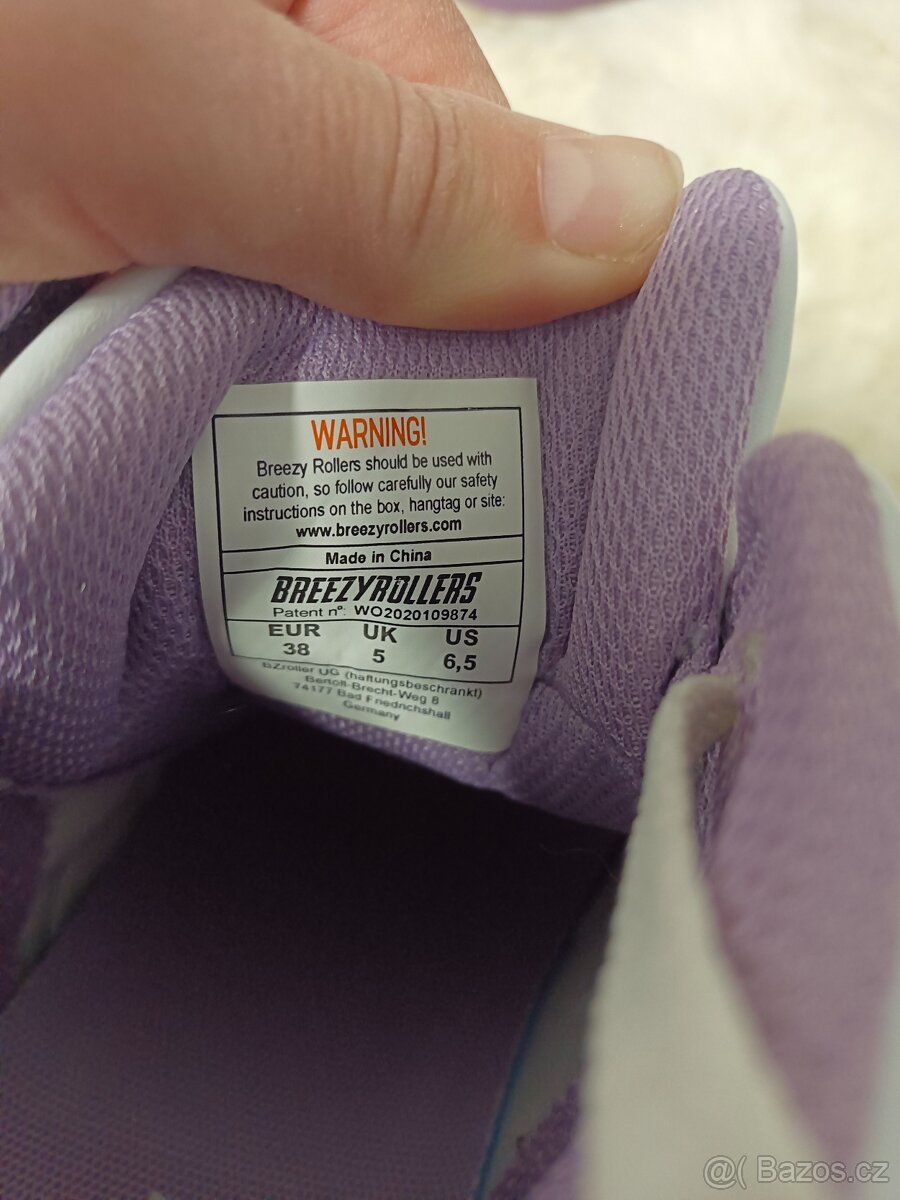 WARNING!
Breezy Rollers should be used with
caution, so follow carefully our safety
instructions on the box, hangtag or site:
www.breezyrollers.com
Made in China
BREEZYROLLERS
Patent nº: WO2020109874
EUR UK US
38 5 6,5
BZroller UG (haftungsbeschränkt)
Bertolt-Brecht-Weg 8
74177 Bad Friedrichshall
Germany
@( Bazos.cz